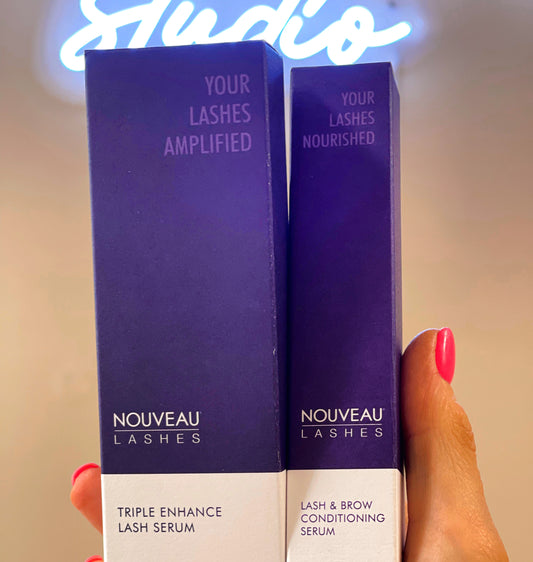 Studio
YOUR
LASHES
AMPLIFIED
NOUVEAU
LASHES
TRIPLE ENHANCE
LASH SERUM
YOUR
LASHES
NOURISHED
NOUVEAU
LASHES
LASH & BROW
CONDITIONING
SERUM